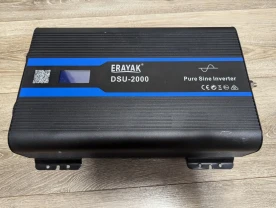 ERAYAK
DSU-2000
Pure Sine Inverter